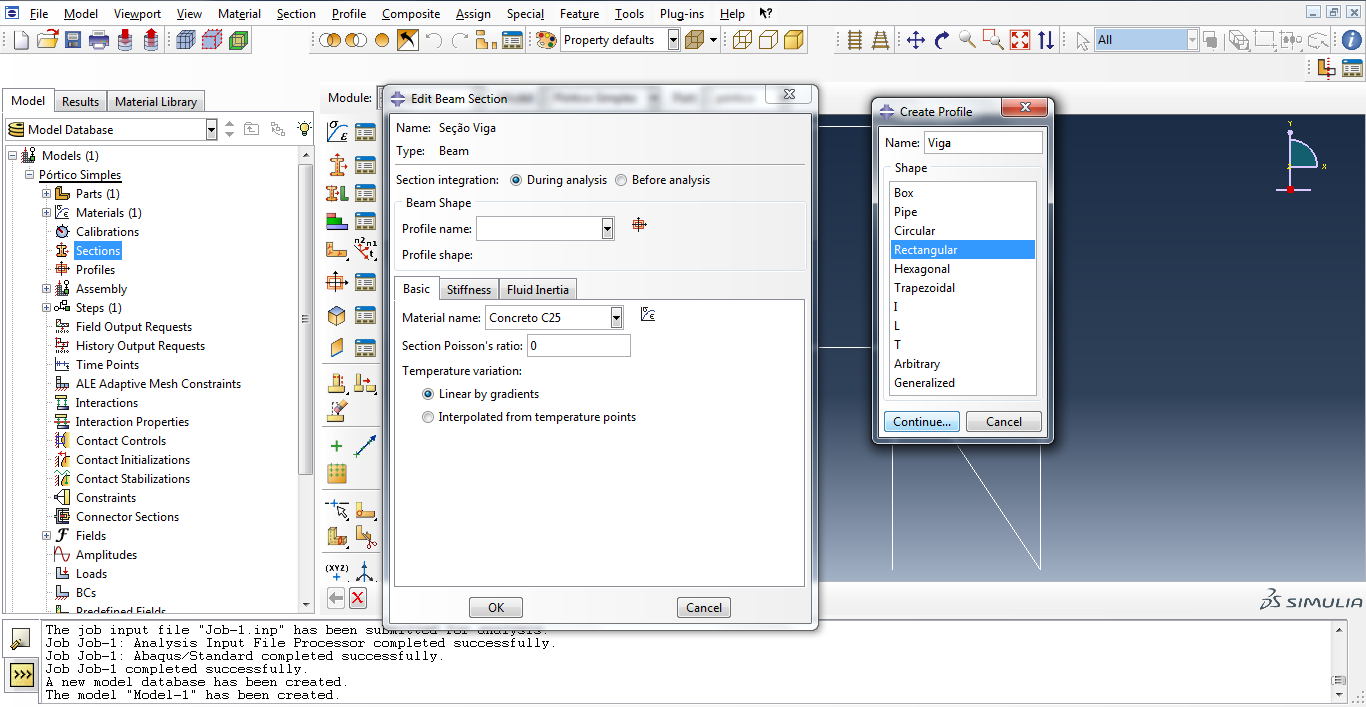 File Model Viewport View Material Section Profile Composite Assign Special Feature Tools Plug-ins Help
Property defaults
All
Model Results Material Library
Module:
Model Database
Models (1)
Pórtico Simples
Parts (1)
Materials (1)
Calibrations
Sections
Profiles
Assembly
Steps (1)
Field Output Requests
History Output Requests
Time Points
ALE Adaptive Mesh Constraints
Interactions
Interaction Properties
Contact Controls
Contact Initializations
Contact Stabilizations
Constraints
Connector Sections
Fields
Amplitudes
Loads
BCs
Predefined Fields
(XYZ)
Edit Beam Section
Name: Seção Viga
Type: Beam
Section integration: During analysis Before analysis
Beam Shape
Profile name:
Profile shape:
Basic Stiffness Fluid Inertia
Material name: Concreto C25
Section Poisson's ratio: 0
Temperature variation:
Linear by gradients
Interpolated from temperature points
OK Cancel
Create Profile
Name: Viga
Shape
Box
Pipe
Circular
Rectangular
Hexagonal
Trapezoidal
I
L
T
Arbitrary
Generalized
Continue... Cancel
Y
X
Z
SIMULIA
The job input file "Job-1.inp" has been submitted for analysis.
Job Job-1: Analysis Input File Processor completed successfully.
Job Job-1: Abaqus/Standard completed successfully.
Job Job-1 completed successfully.
A new model database has been created.
The model "Model-1" has been created.